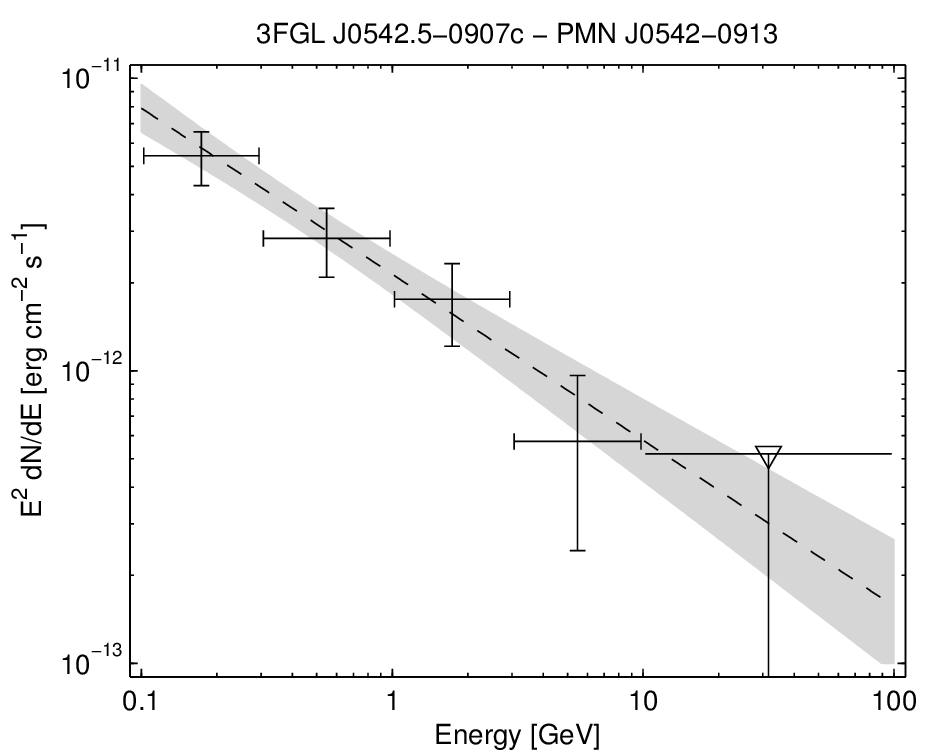 3FGL J0542.5−0907c − PMN J0542−0913
10⁻¹¹
10⁻¹²
10⁻¹³
E² dN/dE [erg cm⁻² s⁻¹]
0.1 1 10 100
Energy [GeV]